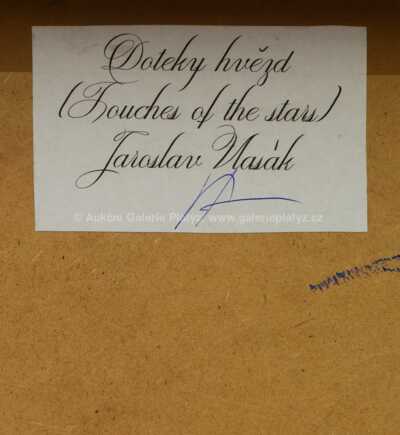 Doteky hvězd
(Touches of the stars)
Jaroslav Vlasák
© Aukční Galerie Platýz, www.galerieplatyz.cz